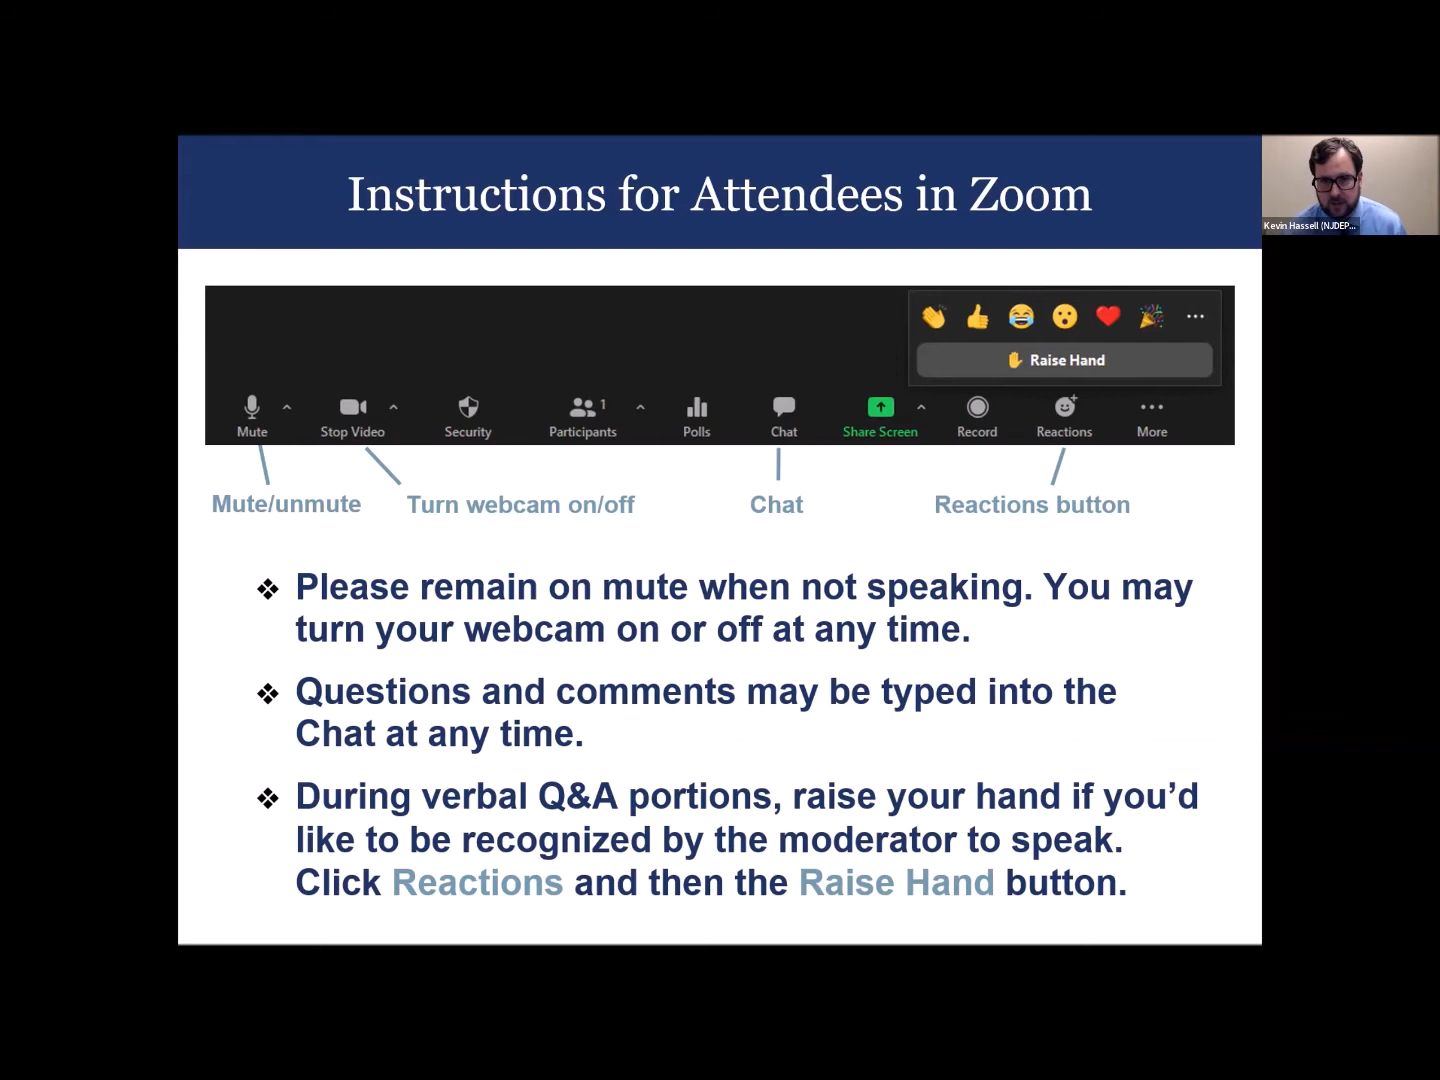 Instructions for Attendees in Zoom
Kevin Hassell (NJDEP...
Raise Hand
Mute
Stop Video
Security
Participants
1
Polls
Chat
Share Screen
Record
Reactions
More
Mute/unmute
Turn webcam on/off
Chat
Reactions button
❖ Please remain on mute when not speaking. You may
turn your webcam on or off at any time.
❖ Questions and comments may be typed into the
Chat at any time.
❖ During verbal Q&A portions, raise your hand if you’d
like to be recognized by the moderator to speak.
Click Reactions and then the Raise Hand button.